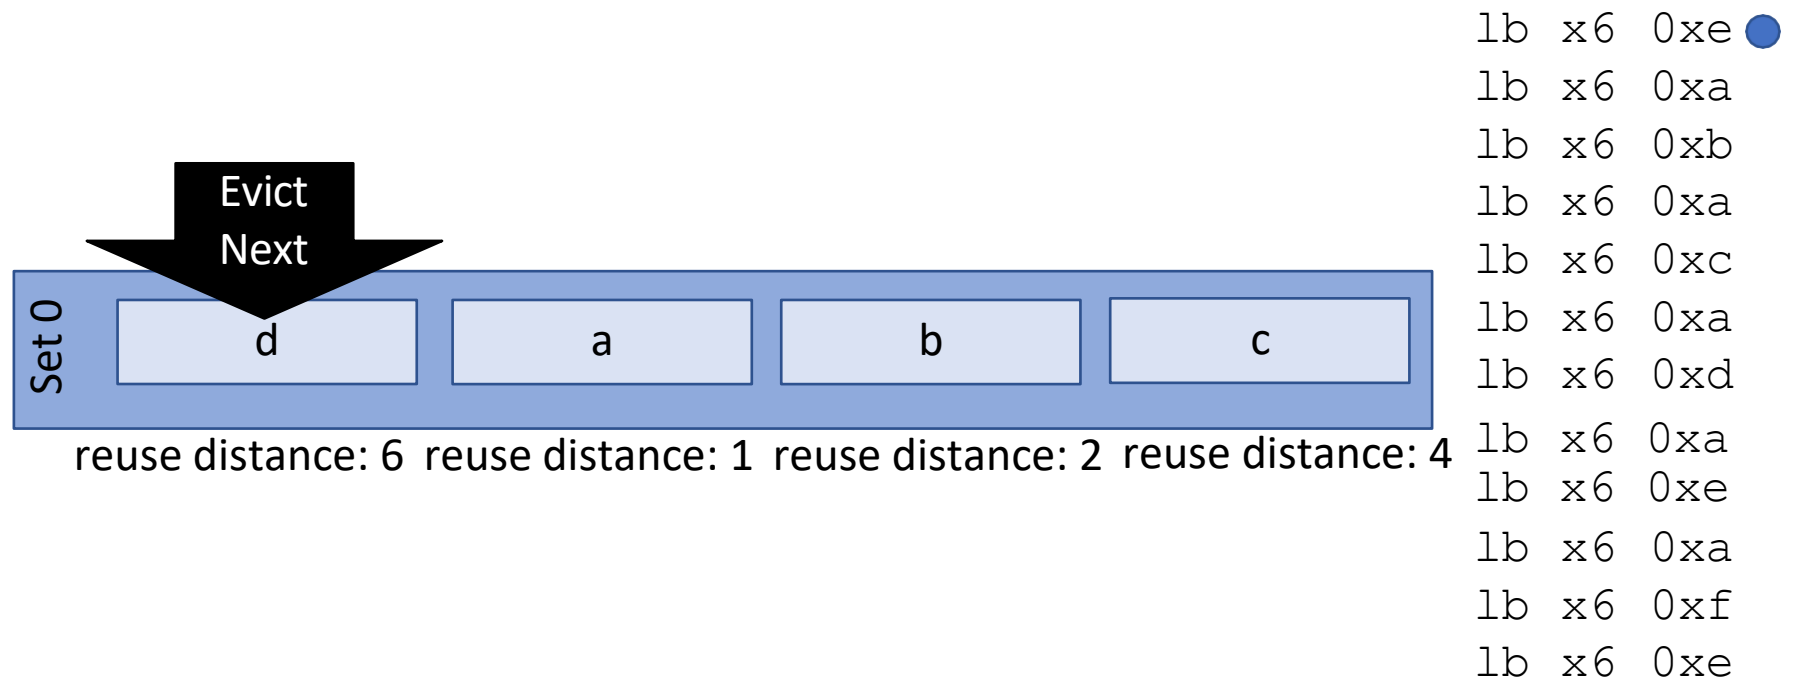 Evict
Next
Set 0
d
a
b
c
reuse distance: 6
reuse distance: 1
reuse distance: 2
reuse distance: 4
lb x6 0xe
lb x6 0xa
lb x6 0xb
lb x6 0xa
lb x6 0xc
lb x6 0xa
lb x6 0xd
lb x6 0xa
lb x6 0xe
lb x6 0xa
lb x6 0xf
lb x6 0xe